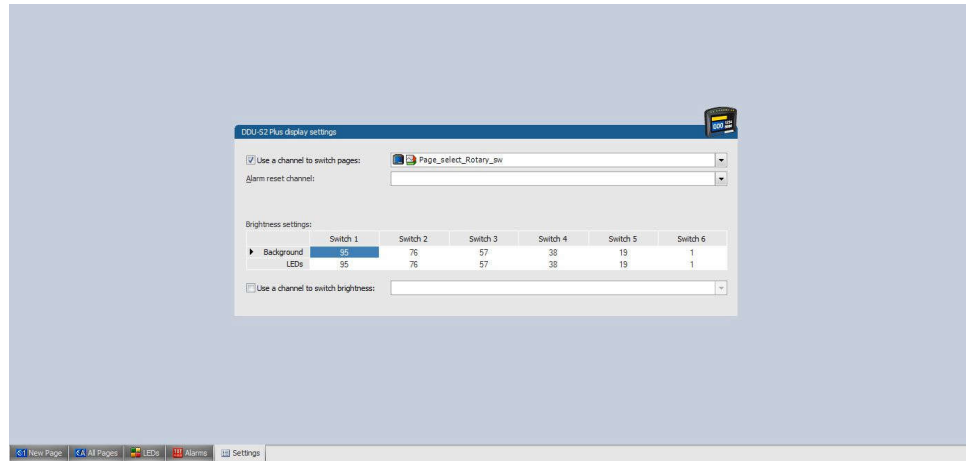 DDU-S2 Plus display settings
Use a channel to switch pages: Page_select_Rotary_sw
Alarm reset channel:
Brightness settings:
Switch 1 Switch 2 Switch 3 Switch 4 Switch 5 Switch 6
Background 95 76 57 38 19 1
LEDs 95 76 57 38 19 1
Use a channel to switch brightness:
New Page All Pages LEDs Alarms Settings